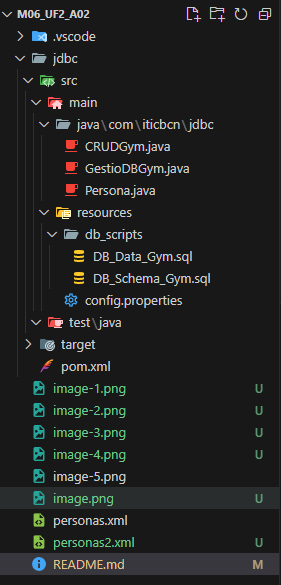 M06_UF2_A02
.vscode
jdbc
src
main
java\com\iticbcn\jdbc
CRUDGym.java
GestioDBGym.java
Persona.java
resources
db_scripts
DB_Data_Gym.sql
DB_Schema_Gym.sql
config.properties
test\java
target
pom.xml
image-1.png U
image-2.png U
image-3.png U
image-4.png U
image-5.png
image.png U
personas.xml
personas2.xml U
README.md M